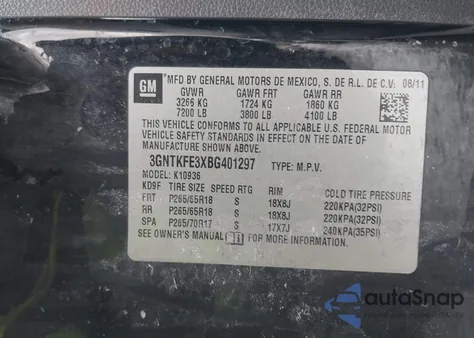 GM MFD BY GENERAL MOTORS DE MEXICO, S. DE R.L. DE C.V. 06/11
GVWR GAWR FRT GAWR RR
3266 KG 1724 KG 1860 KG
7200 LB 3800 LB 4100 LB
THIS VEHICLE CONFORMS TO ALL APPLICABLE U.S. FEDERAL MOTOR
VEHICLE SAFETY, BUMPER, AND THEFT PREVENTION STANDARDS IN EFFECT
ON THE DATE OF MANUFACTURE SHOWN ABOVE.
3GNTKFE3XBG401297 TYPE: M.P.V.
MODEL: K10936
KD9F TIRE SIZE SPEED RTG RIM COLD TIRE PRESSURE
FRT P265/65R18 S 18X8J 220KPA(32PSI)
RR P265/65R18 S 18X8J 220KPA(32PSI)
SPA P265/70R17 S 17X7J 240KPA(35PSI)
SEE OWNER'S MANUAL FOR MORE INFORMATION.
autoSnap